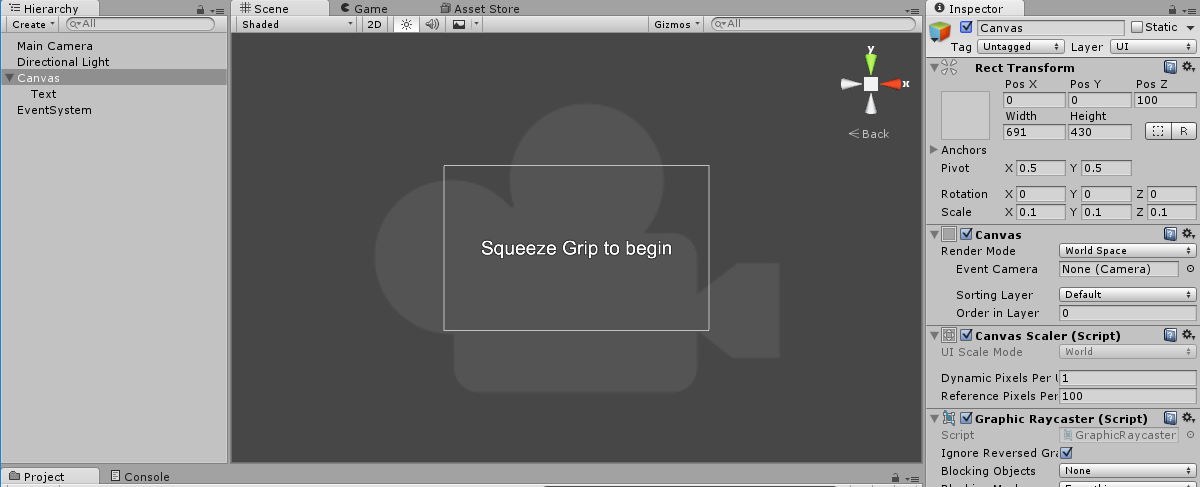 Hierarchy
Create
All
Main Camera
Directional Light
Canvas
Text
EventSystem
Scene
Game
Asset Store
Shaded
2D
Gizmos
All
y
x
Back
Squeeze Grip to begin
Project
Console
Inspector
Canvas
Static
Tag Untagged Layer UI
Rect Transform
Pos X Pos Y Pos Z
0 0 100
Width Height
691 430
R
Anchors
Pivot X 0.5 Y 0.5
Rotation X 0 Y 0 Z 0
Scale X 0.1 Y 0.1 Z 0.1
Canvas
Render Mode World Space
Event Camera None (Camera)
Sorting Layer Default
Order in Layer 0
Canvas Scaler (Script)
UI Scale Mode World
Dynamic Pixels Per 1
Reference Pixels Per 100
Graphic Raycaster (Script)
Script GraphicRaycaster
Ignore Reversed Gra
Blocking Objects None